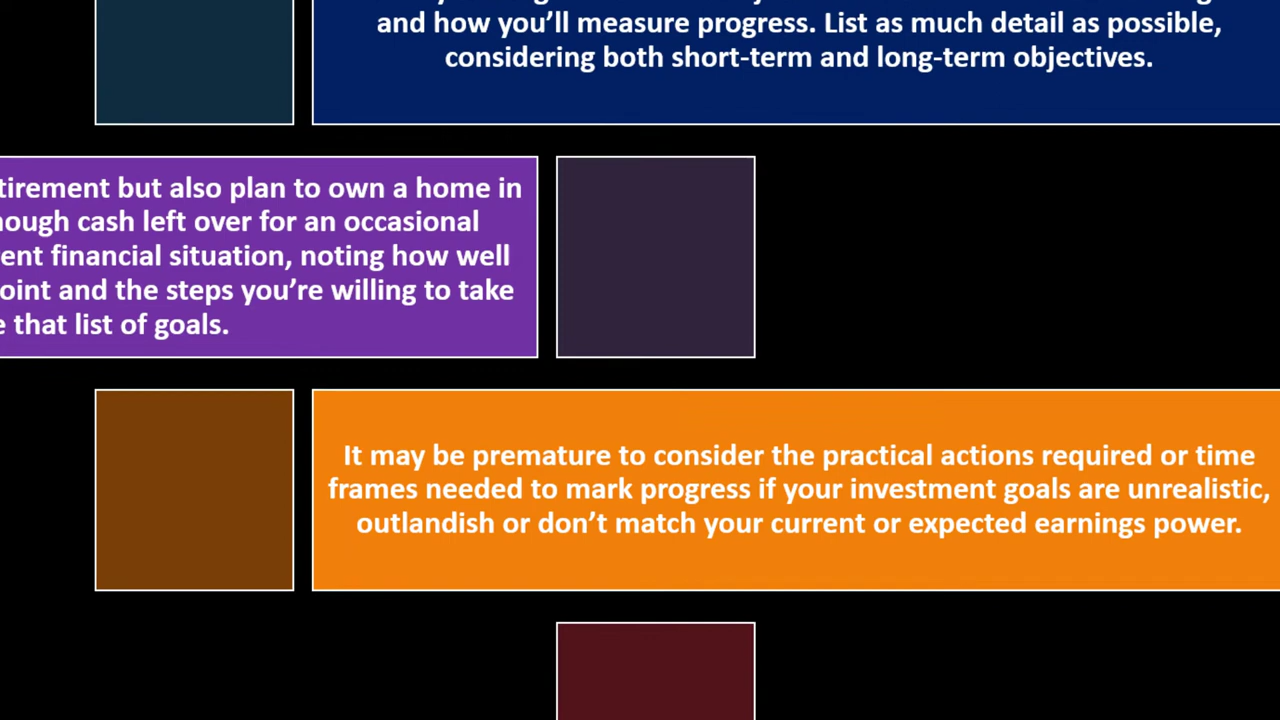 and how you'll measure progress. List as much detail as possible,
considering both short-term and long-term objectives.
tirement but also plan to own a home in
nough cash left over for an occasional
ent financial situation, noting how well
oint and the steps you're willing to take
e that list of goals.
It may be premature to consider the practical actions required or time
frames needed to mark progress if your investment goals are unrealistic,
outlandish or don't match your current or expected earnings power.